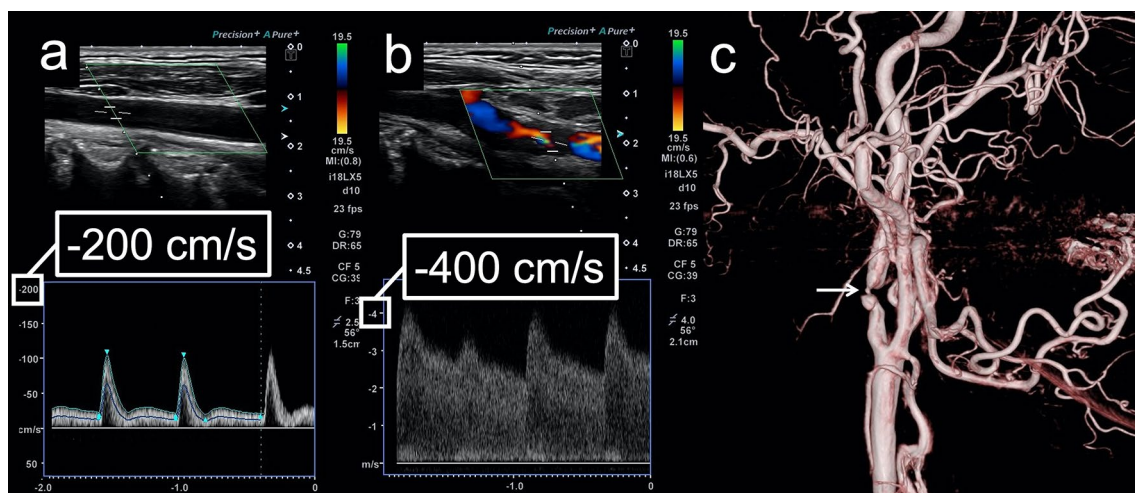 a
Precision+ APure+
19.5
19.5
cm/s
MI:(0.8)
i18LX5
d10
23 fps
G:79
DR:65
CF 5
CG:39
F:3
2.5
56°
1.5cm
0
1
2
3
4
4.5
-200 cm/s
-200
-150
-100
-50
cm/s
50
-2.0
-1.0
0
b
Precision+ APure+
19.5
19.5
cm/s
MI:(0.6)
i18LX5
d10
23 fps
G:79
DR:65
CF 5
CG:39
F:3
4.0
56°
2.1cm
0
1
2
3
4
4.5
-400 cm/s
-4
-3
-2
-1
m/s
-1.0
0
c